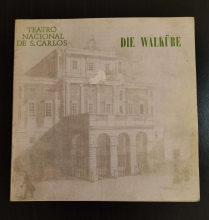 TEATRO
NACIONAL
DE S. CARLOS
DIE WALKÜRE